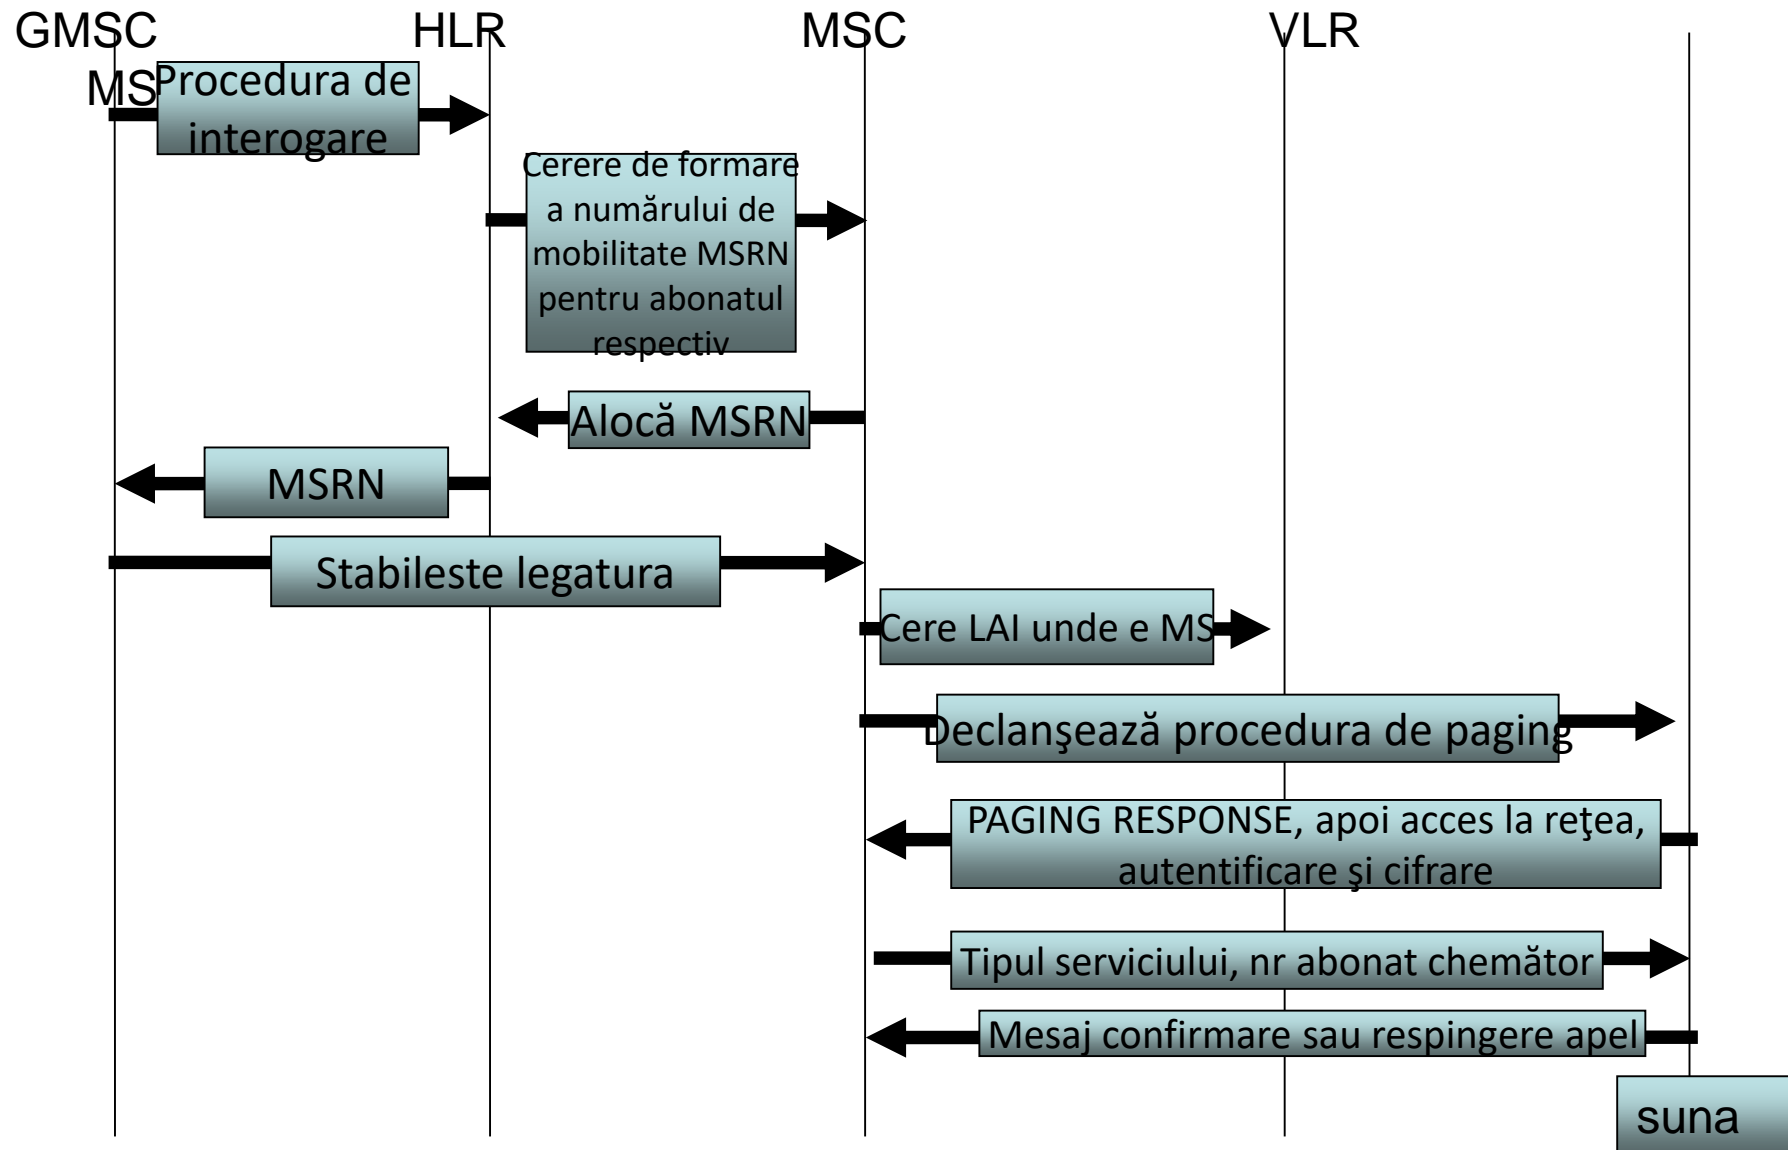 GMSC HLR MSC VLR
MS
Procedura de
interogare
Cerere de formare
a numărului de
mobilitate MSRN
pentru abonatul
respectiv
Alocă MSRN
MSRN
Stabileste legatura
Cere LAI unde e MS
Declanşează procedura de paging
PAGING RESPONSE, apoi acces la reţea,
autentificare şi cifrare
Tipul serviciului, nr abonat chemător
Mesaj confirmare sau respingere apel
suna